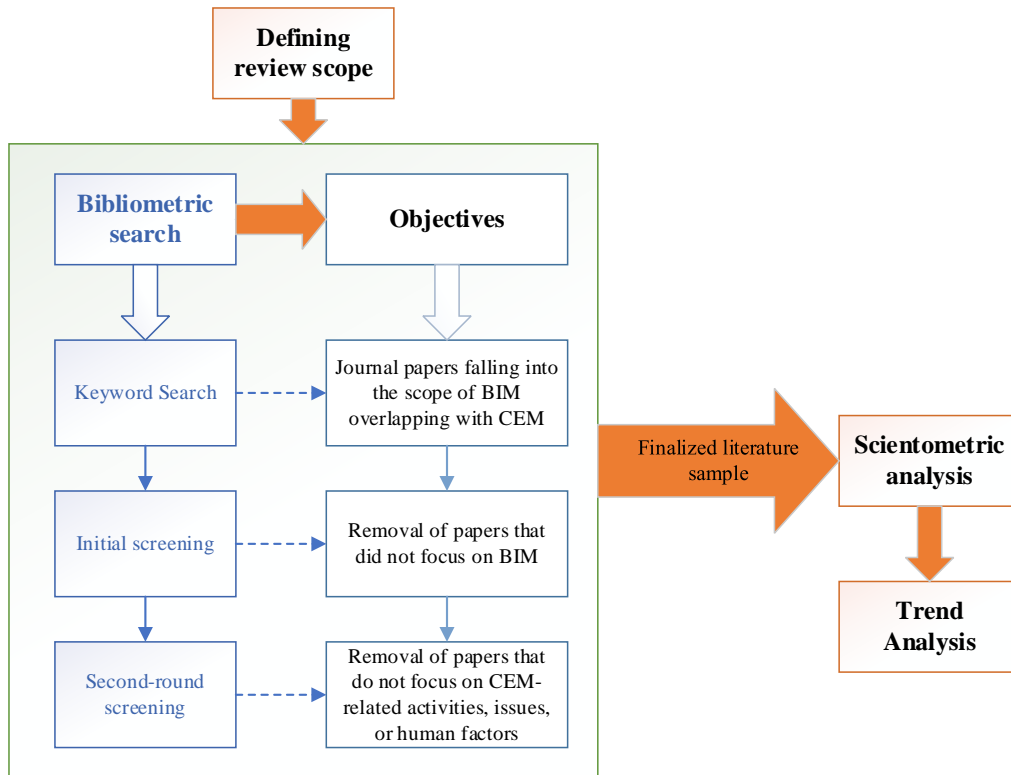 Defining
review scope
Bibliometric
search
Objectives
Keyword Search
Journal papers falling into
the scope of BIM
overlapping with CEM
Finalized literature
sample
Scientometric
analysis
Initial screening
Removal of papers that
did not focus on BIM
Trend
Analysis
Second-round
screening
Removal of papers that
do not focus on CEM-
related activities, issues,
or human factors